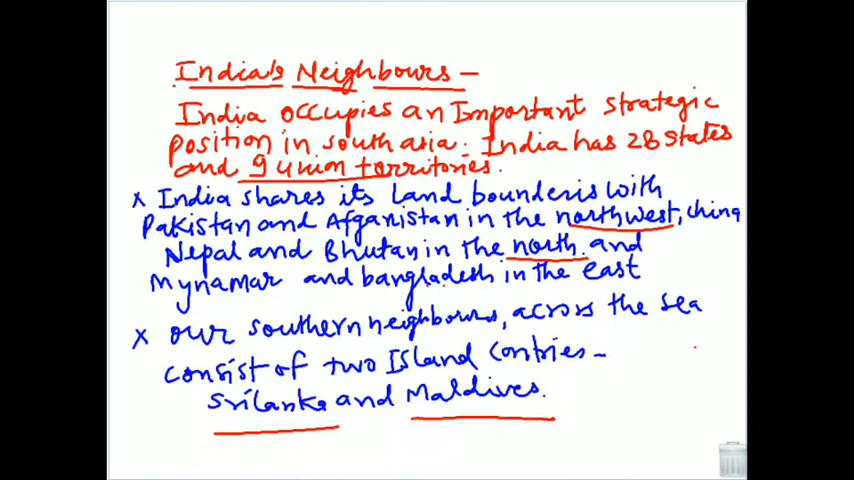 India's Neighbours -
India occupies an Important strategic
position in south asia. India has 28 states
and 9 union territories.
x India shares its land bounderis with
Pakistan and Afganistan in the northwest, china
Nepal and Bhutan in the north. and
Mynamar and bangladesh in the east
x our southern neighbours, across the sea
consist of two Island Contries -
Srilanka and Maldives.